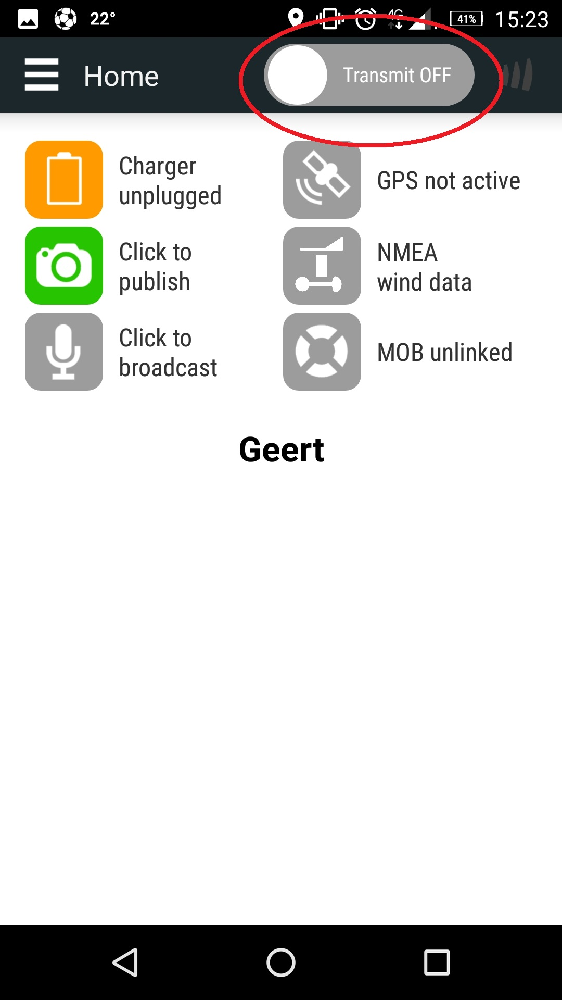 22°
4G
41%
15:23
Home
Transmit OFF
Charger
unplugged
GPS not active
Click to
publish
NMEA
wind data
Click to
broadcast
MOB unlinked
Geert